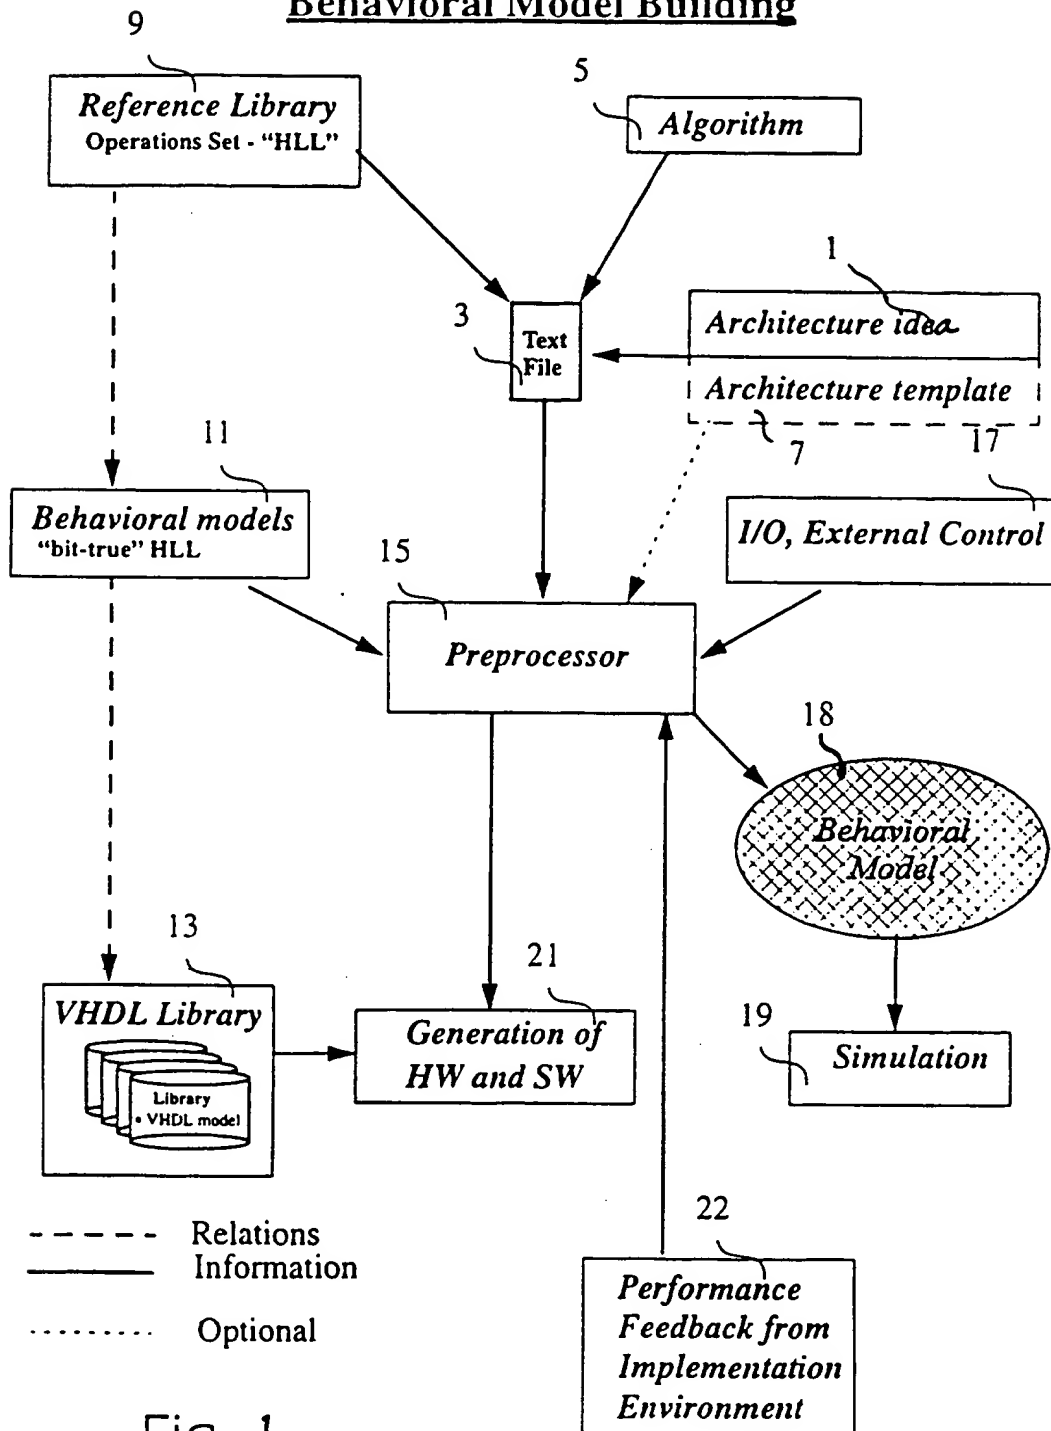 Behavioral Model Building
9
Reference Library
Operations Set - "HLL"
5
Algorithm
1
Architecture idea
Architecture template
7
3
Text
File
11
Behavioral models
"bit-true" HLL
17
I/O, External Control
15
Preprocessor
18
Behavioral
Model
13
VHDL Library
Library
• VHDL model
21
Generation of
HW and SW
19
Simulation
Relations
Information
Optional
22
Performance
Feedback from
Implementation
Environment
Fig. 1